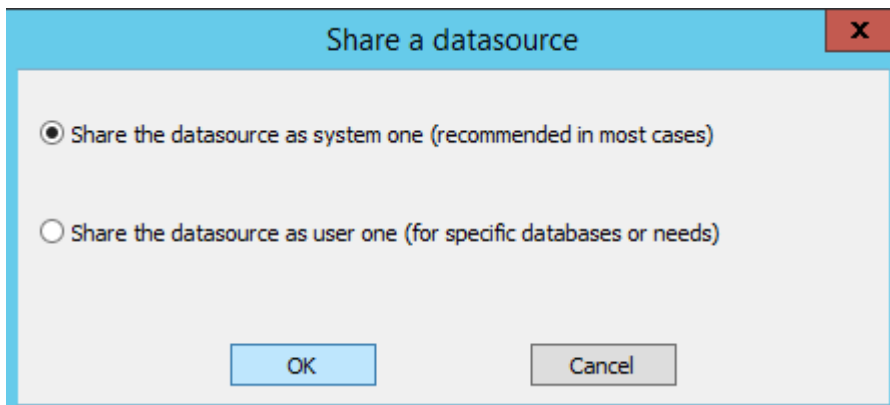 Share a datasource
x
Share the datasource as system one (recommended in most cases)
Share the datasource as user one (for specific databases or needs)
OK
Cancel